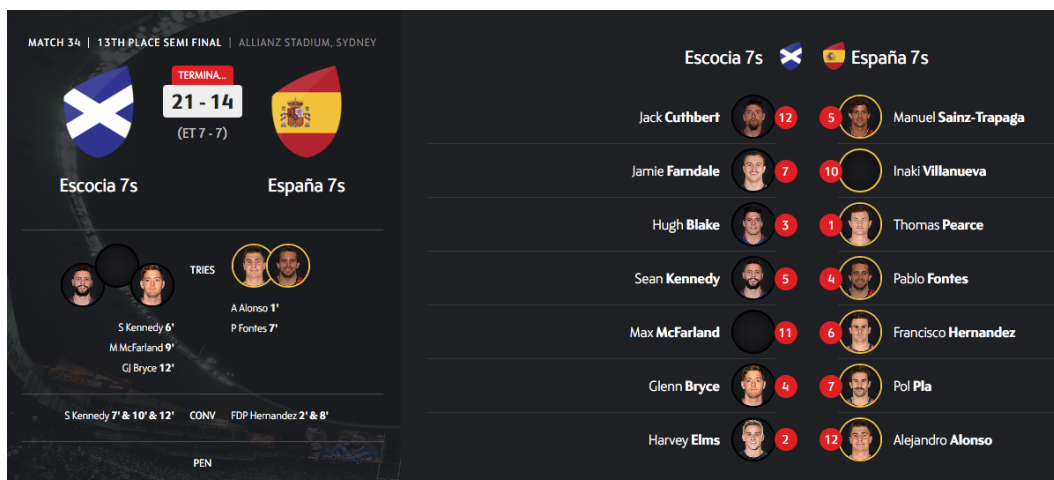 MATCH 34 | 13TH PLACE SEMI FINAL | ALLIANZ STADIUM, SYDNEY
TERMINA...
21 - 14
(ET 7 - 7)
Escocia 7s
España 7s
TRIES
A Alonso 1'
P Fontes 7'
S Kennedy 6'
M McFarland 9'
GJ Bryce 12'
S Kennedy 7' & 10' & 12' CONV FDP Hernandez 2' & 8'
PEN
Escocia 7s España 7s
Jack Cuthbert 12 5 Manuel Sainz-Trapaga
Jamie Farndale 7 10 Inaki Villanueva
Hugh Blake 3 1 Thomas Pearce
Sean Kennedy 5 4 Pablo Fontes
Max McFarland 11 6 Francisco Hernandez
Glenn Bryce 4 7 Pol Pla
Harvey Elms 2 12 Alejandro Alonso